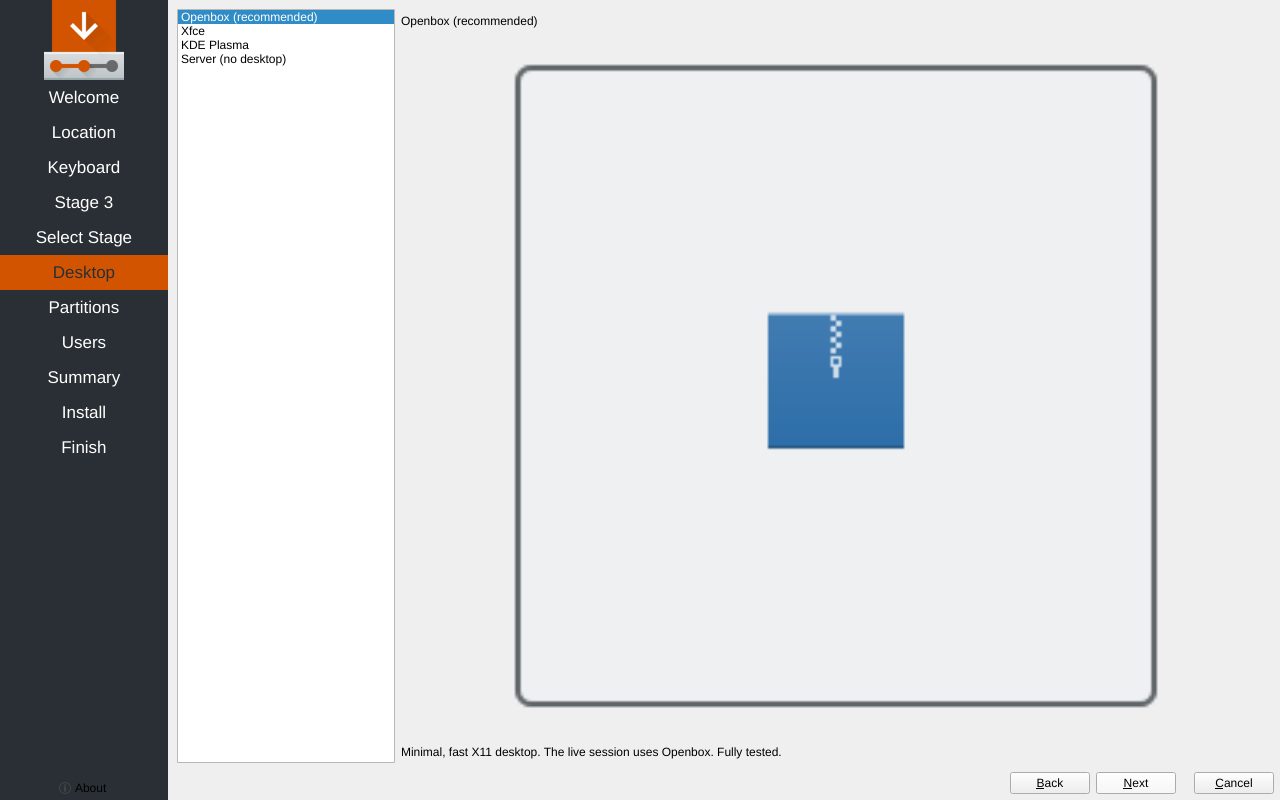 Welcome
Location
Keyboard
Stage 3
Select Stage
Desktop
Partitions
Users
Summary
Install
Finish
About
Openbox (recommended)
Xfce
KDE Plasma
Server (no desktop)
Openbox (recommended)
Minimal, fast X11 desktop. The live session uses Openbox. Fully tested.
Back
Next
Cancel